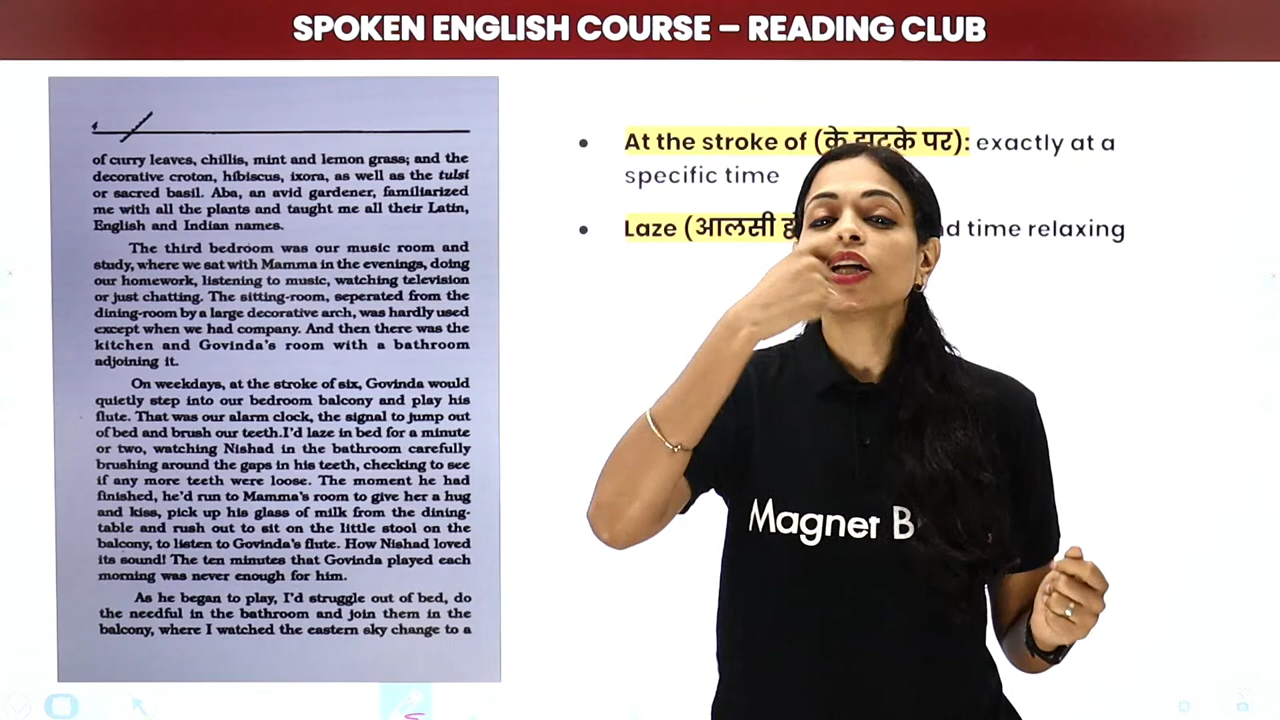 SPOKEN ENGLISH COURSE – READING CLUB
4
of curry leaves, chillis, mint and lemon grass; and the
decorative croton, hibiscus, ixora, as well as the tulsi
or sacred basil. Aba, an avid gardener, familiarized
me with all the plants and taught me all their Latin,
English and Indian names.
The third bedroom was our music room and
study, where we sat with Mamma in the evenings, doing
our homework, listening to music, watching television
or just chatting. The sitting-room, seperated from the
dining-room by a large decorative arch, was hardly used
except when we had company. And then there was the
kitchen and Govinda's room with a bathroom
adjoining it.
On weekdays, at the stroke of six, Govinda would
quietly step into our bedroom balcony and play his
flute. That was our alarm clock, the signal to jump out
of bed and brush our teeth.I'd laze in bed for a minute
or two, watching Nishad in the bathroom carefully
brushing around the gaps in his teeth, checking to see
if any more teeth were loose. The moment he had
finished, he'd run to Mamma's room to give her a hug
and kiss, pick up his glass of milk from the dining-
table and rush out to sit on the little stool on the
balcony, to listen to Govinda's flute. How Nishad loved
its sound! The ten minutes that Govinda played each
morning was never enough for him.
As he began to play, I'd struggle out of bed, do
the needful in the bathroom and join them in the
balcony, where I watched the eastern sky change to a
• At the stroke of (के झटके पर): exactly at a
specific time
• Laze (आलसी time relaxing
Magnet B